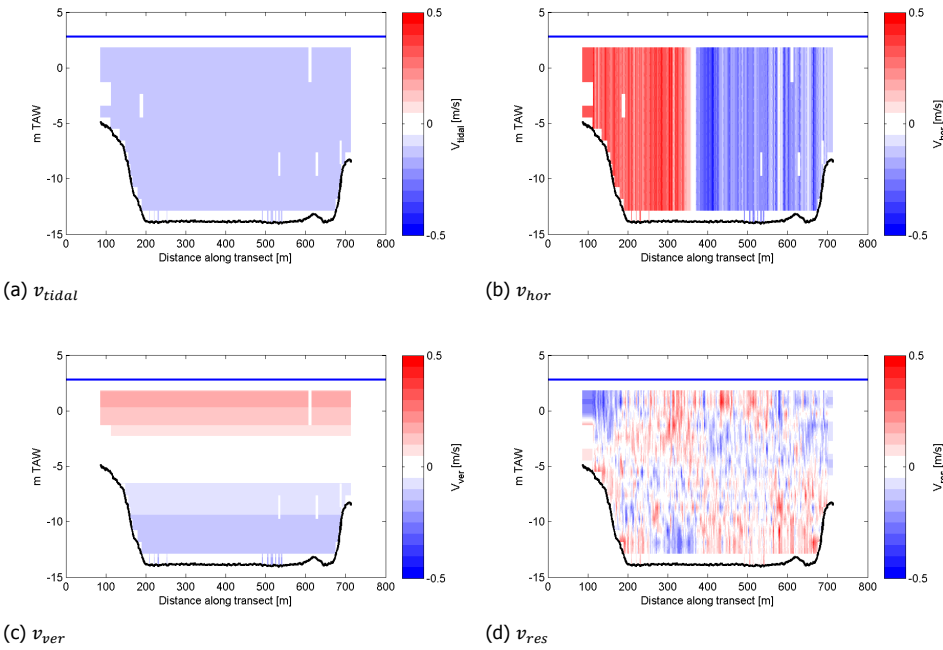 5
0
-5
-10
-15
m TAW
0 100 200 300 400 500 600 700 800
Distance along transect [m]
0.5
0
-0.5
V_tidal [m/s]
(a) v_tidal
5
0
-5
-10
-15
m TAW
0 100 200 300 400 500 600 700 800
Distance along transect [m]
0.5
0
-0.5
V_hor [m/s]
(b) v_hor
5
0
-5
-10
-15
m TAW
0 100 200 300 400 500 600 700 800
Distance along transect [m]
0.5
0
-0.5
V_ver [m/s]
(c) v_ver
5
0
-5
-10
-15
m TAW
0 100 200 300 400 500 600 700 800
Distance along transect [m]
0.5
0
-0.5
V_res [m/s]
(d) v_res